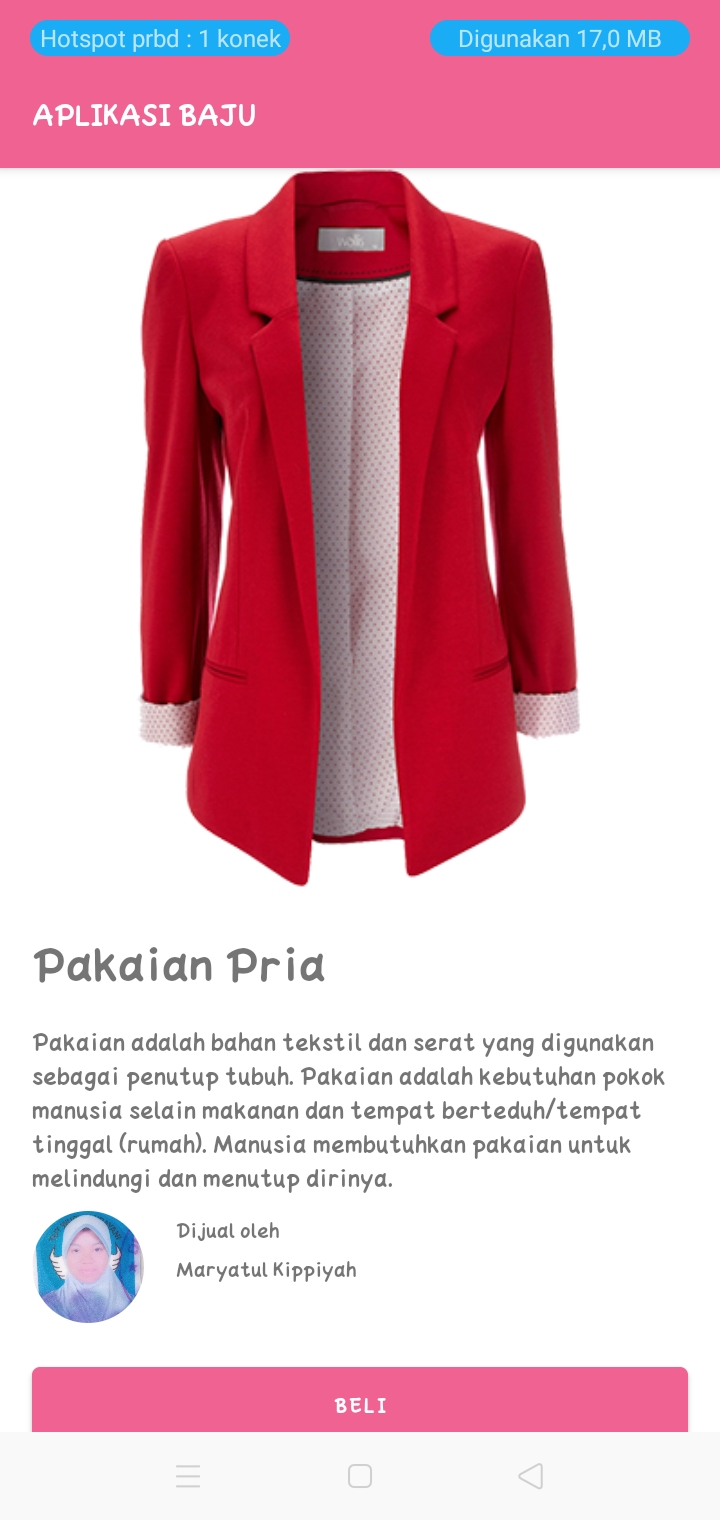 Hotspot prbd : 1 konek
Digunakan 17,0 MB
APLIKASI BAJU
Wallis
Pakaian Pria
Pakaian adalah bahan tekstil dan serat yang digunakan
sebagai penutup tubuh. Pakaian adalah kebutuhan pokok
manusia selain makanan dan tempat berteduh/tempat
tinggal (rumah). Manusia membutuhkan pakaian untuk
melindungi dan menutup dirinya.
Dijual oleh
Maryatul Kippiyah
BELI